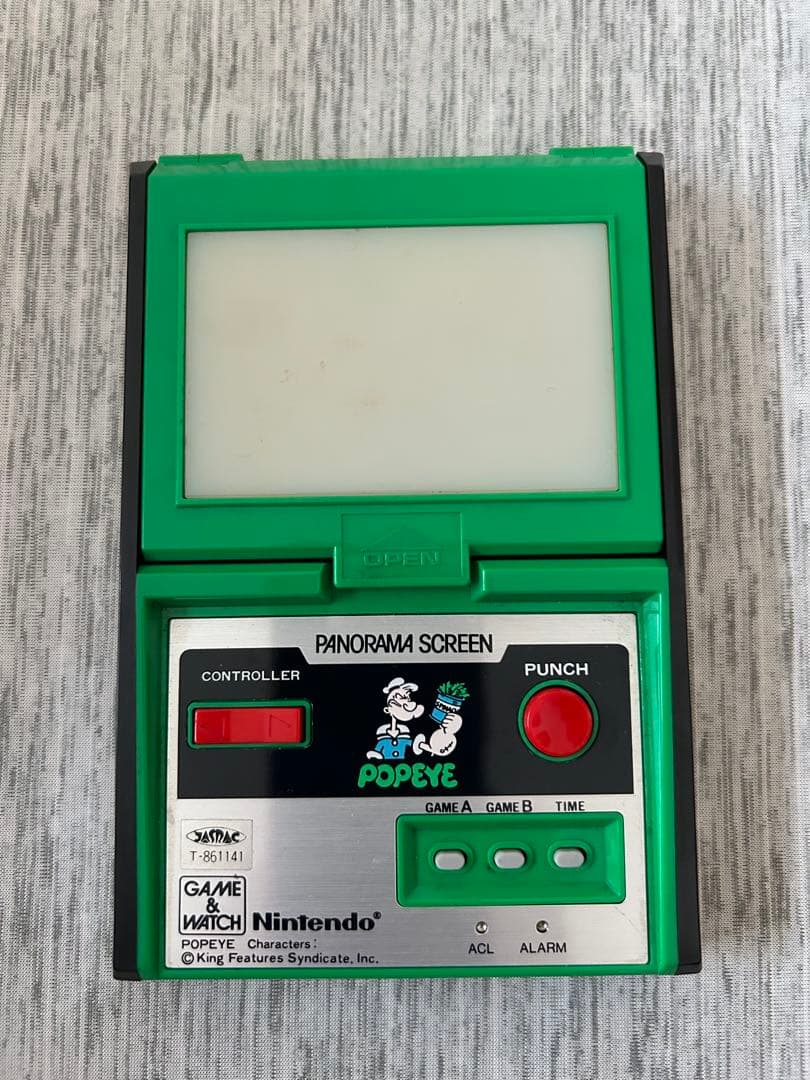 OPEN
PANORAMA SCREEN
CONTROLLER
PUNCH
SPINACH
POPEYE
GAME A GAME B TIME
JASRAC
T-861141
GAME
&
WATCH
Nintendo®
ACL ALARM
POPEYE Characters:
©King Features Syndicate, Inc.